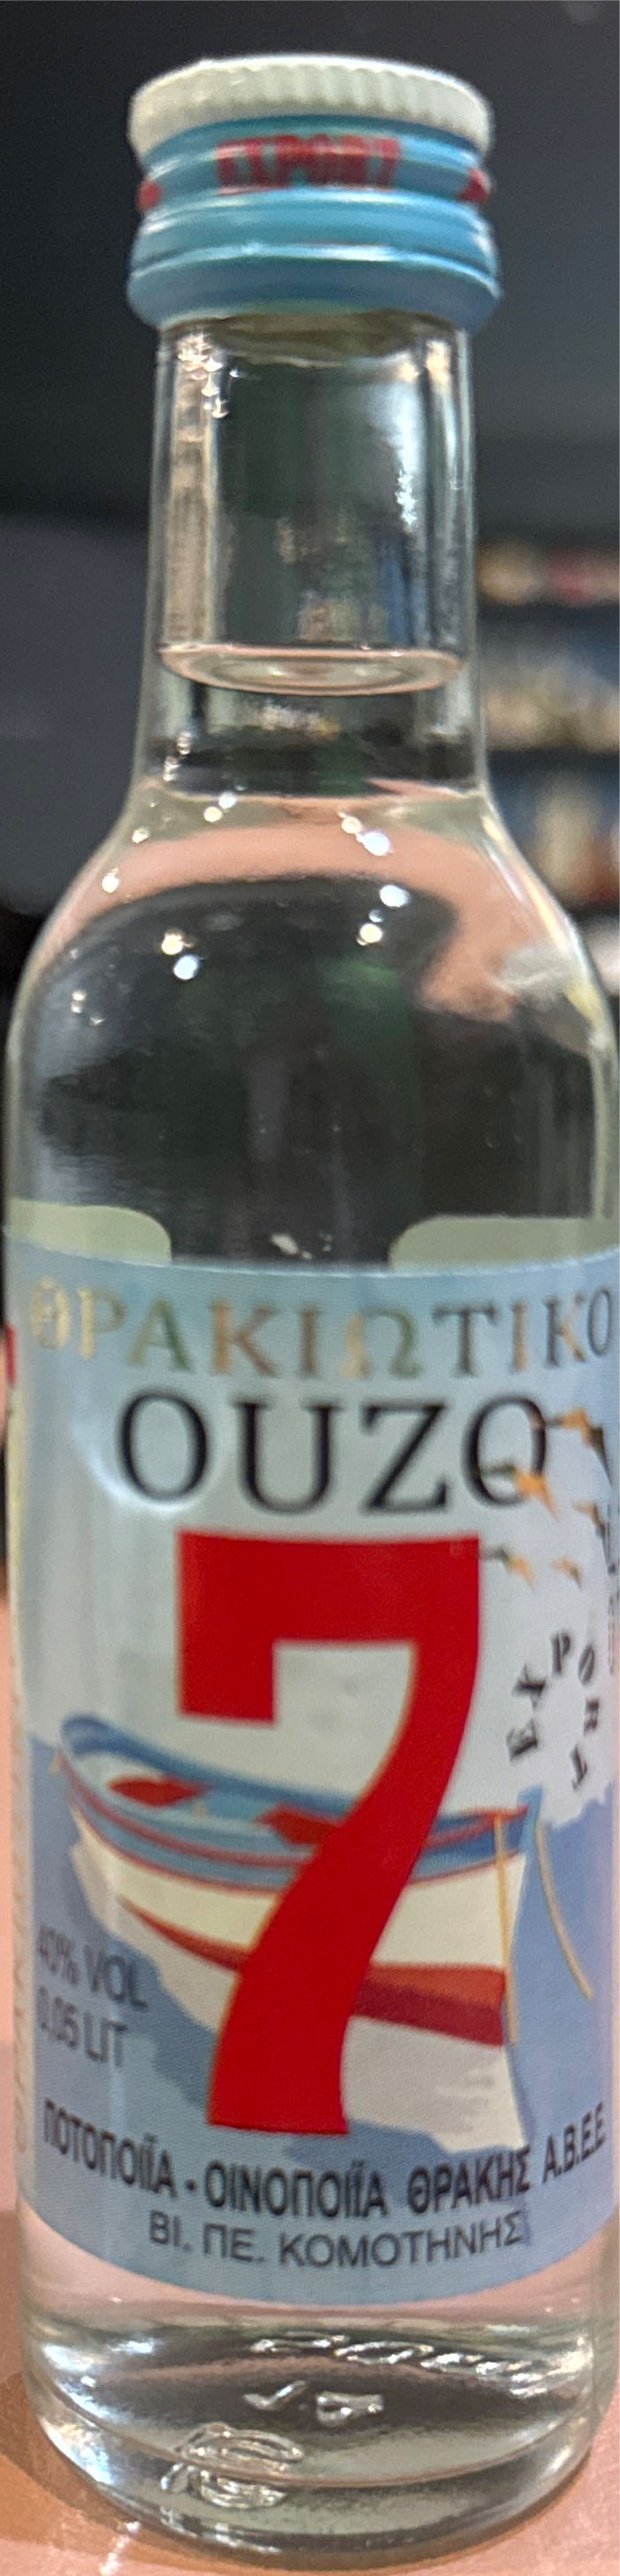 EXPORT
ΘΡΑΚΙΩΤΙΚΟ
OUZO
7
EXPORT
40% VOL
0,05 LIT
ΠΟΤΟΠΟΙΪΑ - ΟΙΝΟΠΟΙΪΑ ΘΡΑΚΗΣ Α.Β.Ε.Ε.
ΒΙ. ΠΕ. ΚΟΜΟΤΗΝΗΣ